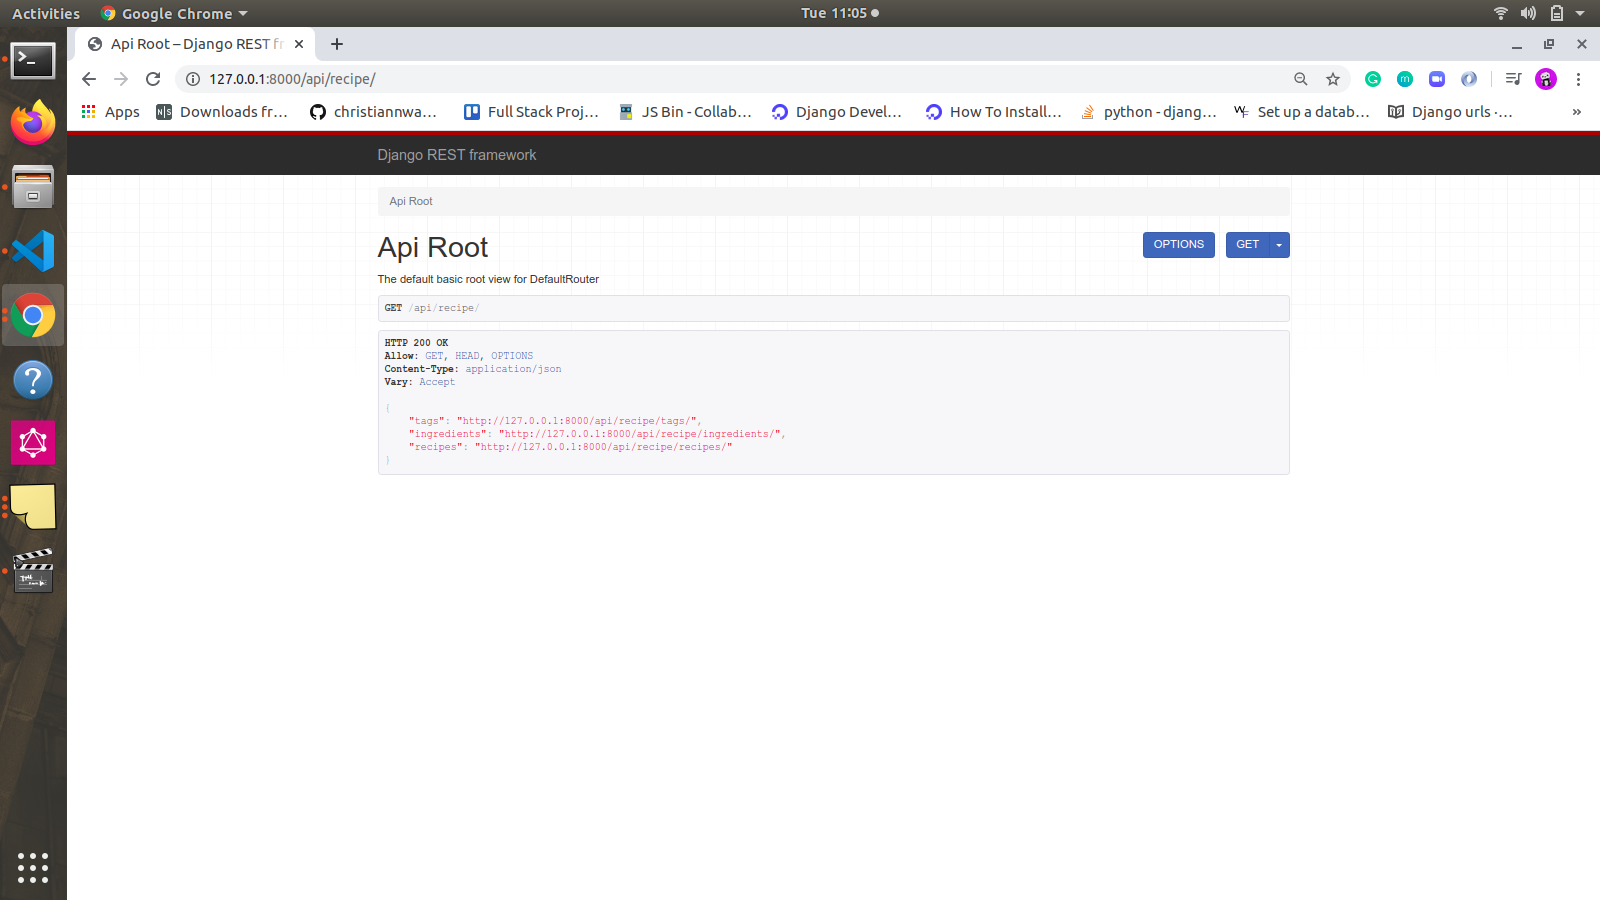 Activities Google Chrome Tue 11:05
Api Root – Django REST fr
127.0.0.1:8000/api/recipe/
Apps N|S Downloads fr... christiannwa... Full Stack Proj... JS Bin - Collab... Django Devel... How To Install... python - djang... Set up a datab... Django urls ·... »
Django REST framework
Api Root
Api Root OPTIONS GET
The default basic root view for DefaultRouter
GET /api/recipe/
HTTP 200 OK
Allow: GET, HEAD, OPTIONS
Content-Type: application/json
Vary: Accept
{
"tags": "http://127.0.0.1:8000/api/recipe/tags/",
"ingredients": "http://127.0.0.1:8000/api/recipe/ingredients/",
"recipes": "http://127.0.0.1:8000/api/recipe/recipes/"
}